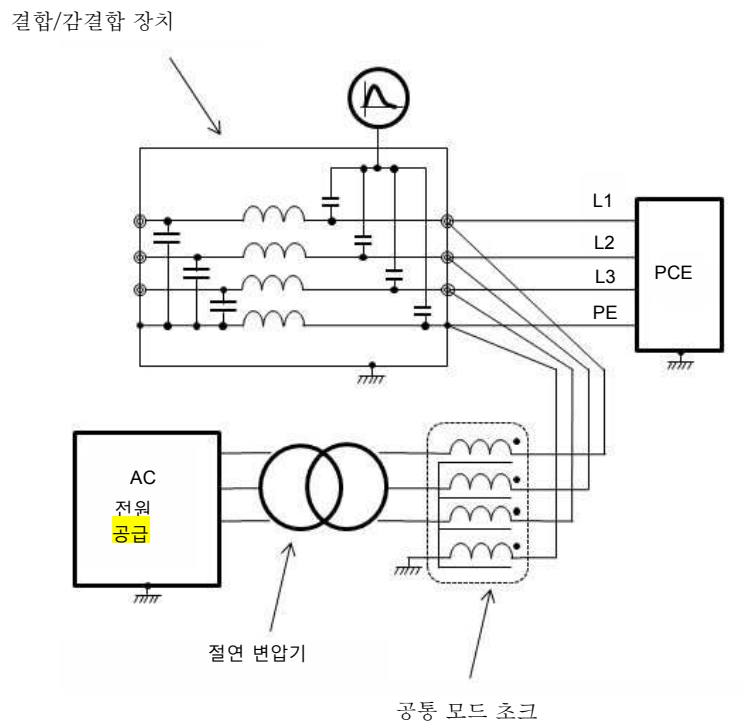 결합/감결합 장치
L1
L2
L3
PE
PCE
AC
전원
공급
절연 변압기
공통 모드 초크